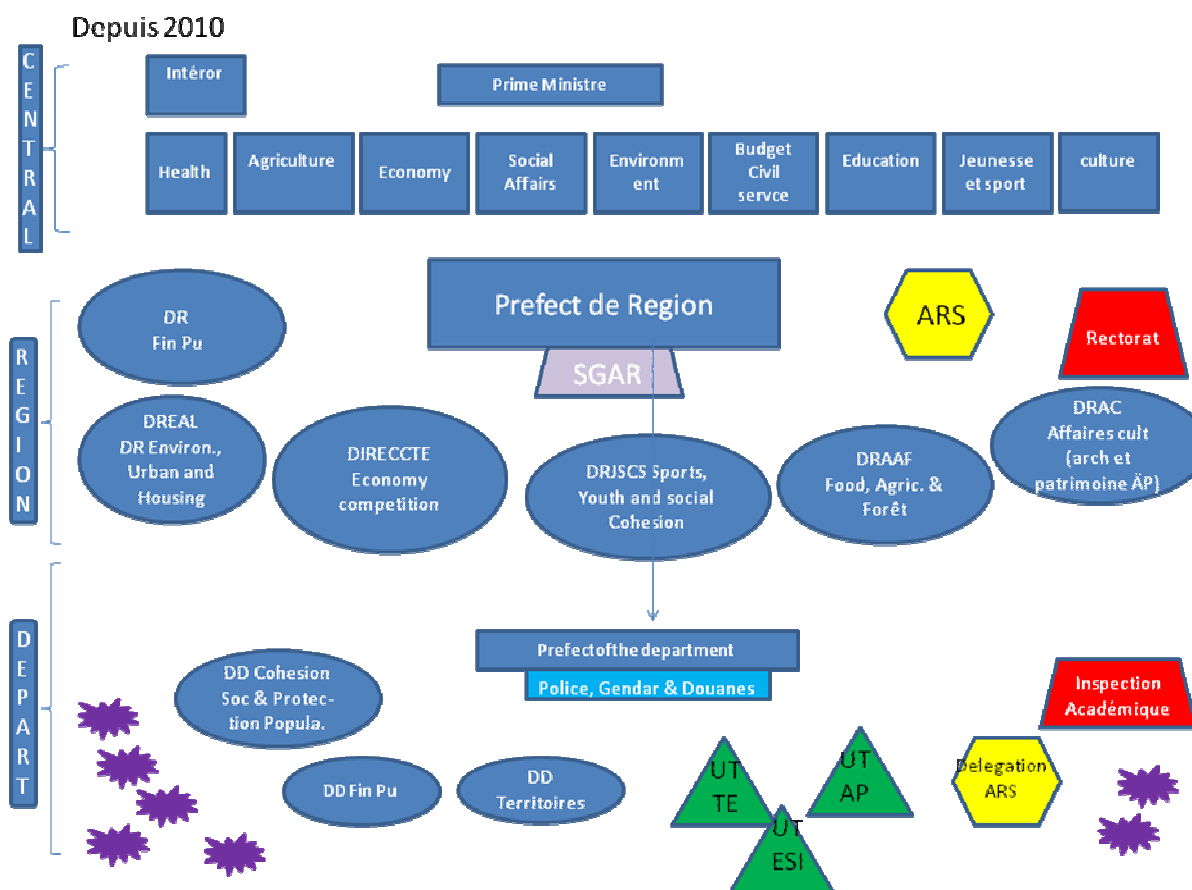 Depuis 2010
CENTRAL
Intéror
Prime Ministre
Health
Agriculture
Economy
Social
Affairs
Environm
ent
Budget
Civil
servce
Education
Jeunesse
et sport
culture
REGION
DR
Fin Pu
Prefect de Region
SGAR
ARS
Rectorat
DREAL
DR Environ.,
Urban and
Housing
DIRECCTE
Economy
competition
DRJSCS Sports,
Youth and social
Cohesion
DRAAF
Food, Agric. &
Forêt
DRAC
Affaires cult
(arch et
patrimoine ÄP)
DEPART
Prefectofthedepartment
Police, Gendar & Douanes
DD Cohesion
Soc & Protec-
tion Popula.
Inspection
Académique
DD Fin Pu
DD
Territoires
UT
TE
UT
AP
UT
ESI
Delegation
ARS